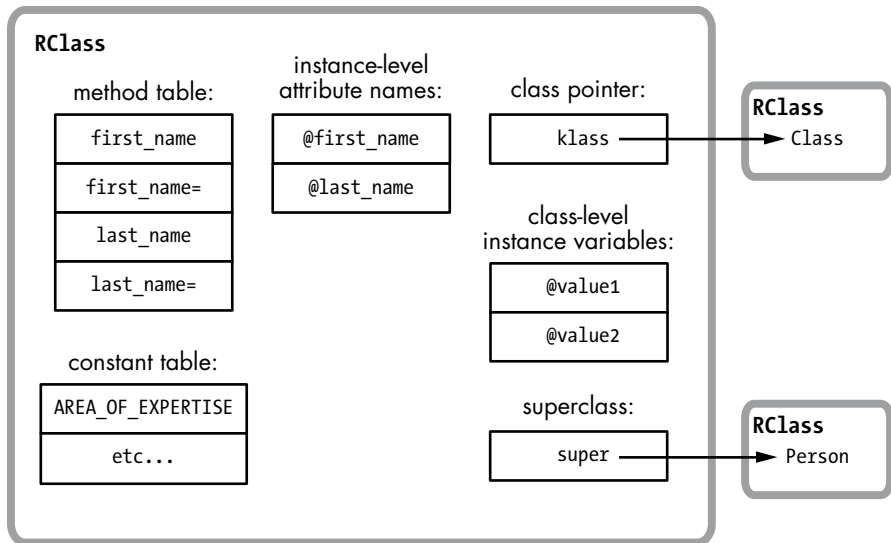 RClass
method table:
first_name
first_name=
last_name
last_name=
instance-level
attribute names:
@first_name
@last_name
class pointer:
klass
RClass
Class
class-level
instance variables:
@value1
@value2
constant table:
AREA_OF_EXPERTISE
etc...
superclass:
super
RClass
Person